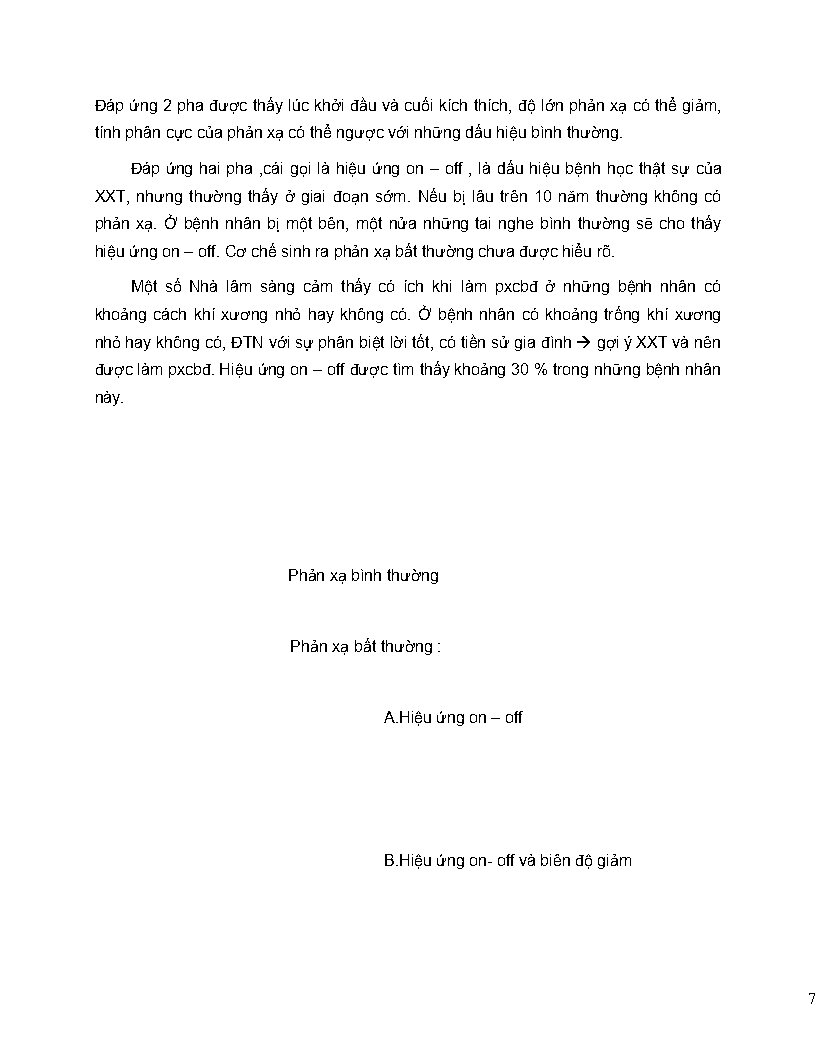 Đáp ứng 2 pha được thấy lúc khởi đầu và cuối kích thích, độ lớn phản xạ có thể giảm,
tính phân cực của phản xạ có thể ngược với những dấu hiệu bình thường.
Đáp ứng hai pha ,cái gọi là hiệu ứng on – off , là dấu hiệu bệnh học thật sự của
XXT, nhưng thường thấy ở giai đoạn sớm. Nếu bị lâu trên 10 năm thường không có
phản xạ. Ở bệnh nhân bị một bên, một nửa những tai nghe bình thường sẽ cho thấy
hiệu ứng on – off. Cơ chế sinh ra phản xạ bất thường chưa được hiểu rõ.
Một số Nhà lâm sàng cảm thấy có ích khi làm pxcbđ ở những bệnh nhân có
khoảng cách khí xương nhỏ hay không có. Ở bệnh nhân có khoảng trống khí xương
nhỏ hay không có, ĐTN với sự phân biệt lời tốt, có tiền sử gia đình → gợi ý XXT và nên
được làm pxcbđ. Hiệu ứng on – off được tìm thấy khoảng 30 % trong những bệnh nhân
này.
Phản xạ bình thường
Phản xạ bất thường :
A.Hiệu ứng on – off
B.Hiệu ứng on- off và biên độ giảm
7